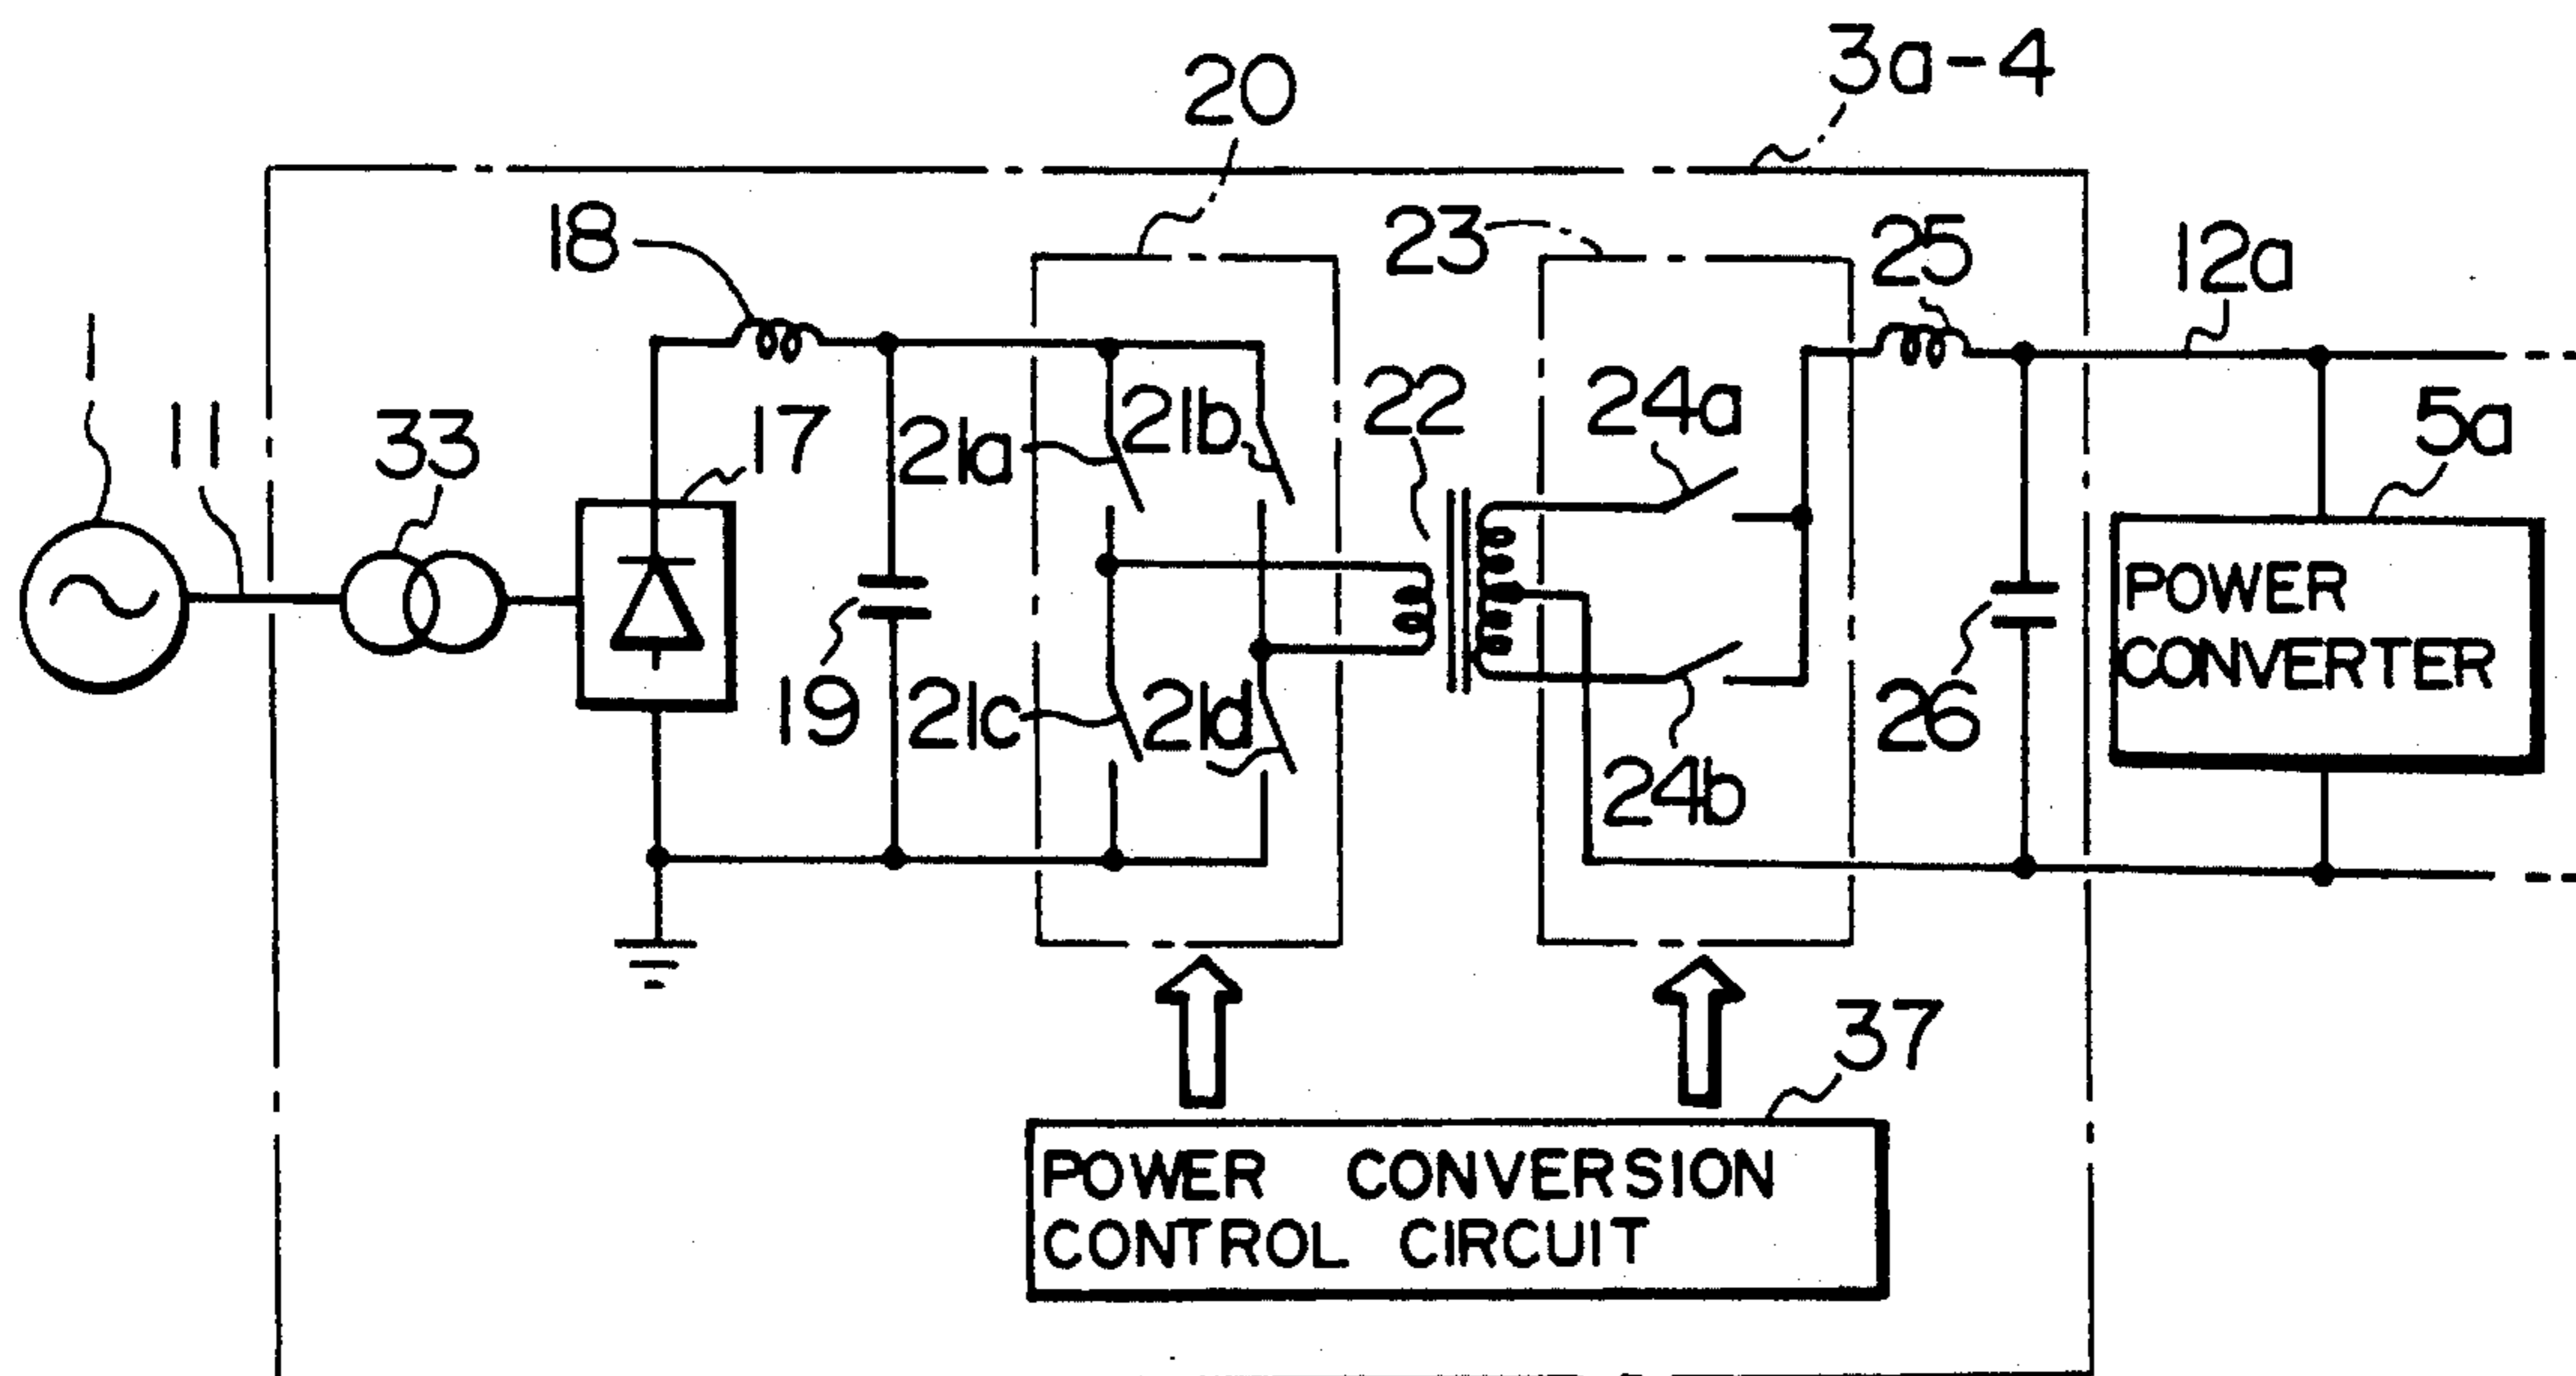 3a-4
20
18
23
25
12a
1
11
33
17
21a
21b
22
24a
5a
POWER
CONVERTER
19
21c
21d
24b
26
37
POWER CONVERSION
CONTROL CIRCUIT